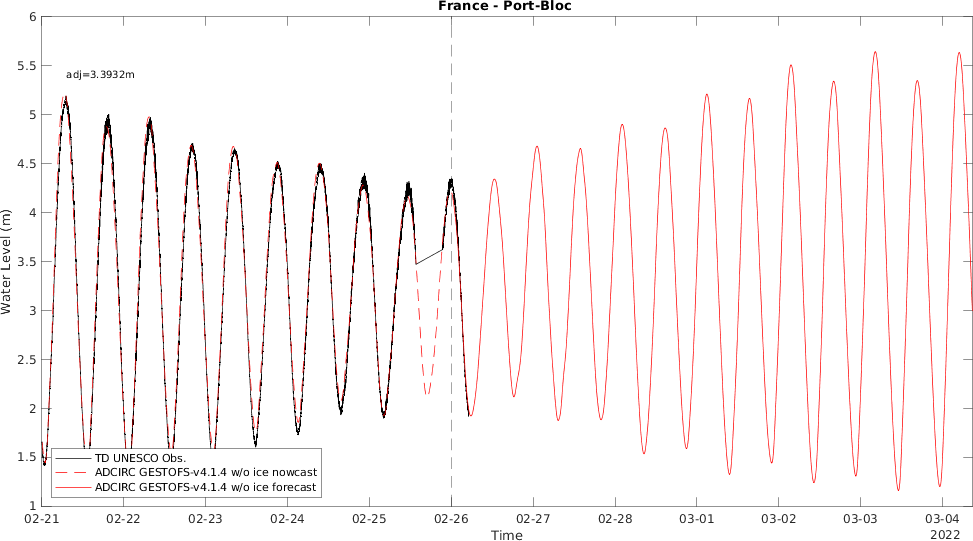 France - Port-Bloc
6
5.5
5
4.5
4
3.5
3
2.5
2
1.5
1
Water Level (m)
adj=3.3932m
TD UNESCO Obs.
ADCIRC GESTOFS-v4.1.4 w/o ice nowcast
ADCIRC GESTOFS-v4.1.4 w/o ice forecast
02-21 02-22 02-23 02-24 02-25 02-26 02-27 02-28 03-01 03-02 03-03 03-04
2022
Time